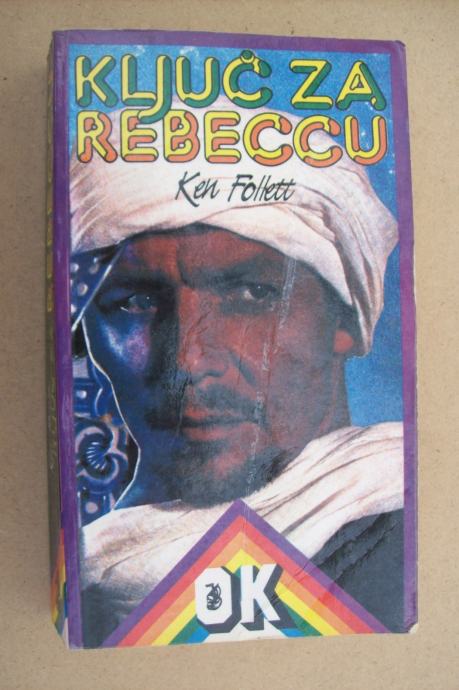 KLJUČ ZA
REBECCU
Ken Follett
OK